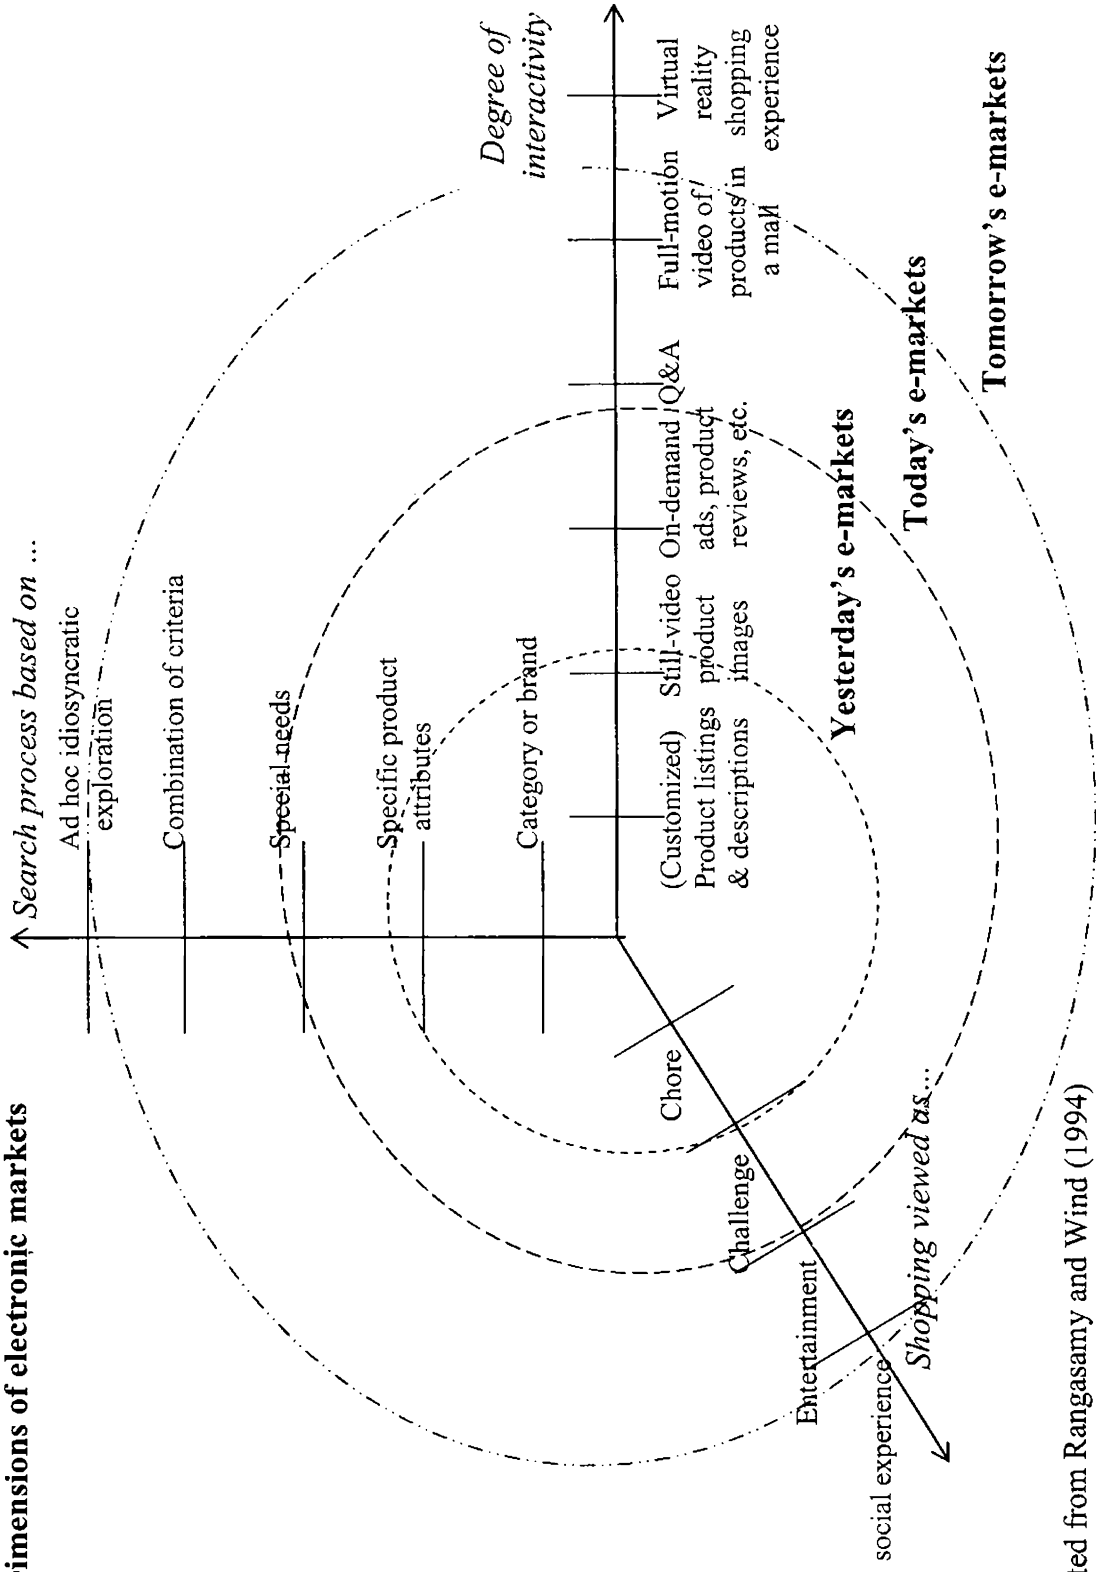 imensions of electronic markets
Search process based on ...
Ad hoc idiosyncratic
exploration
Combination of criteria
Special needs
Specific product
attributes
Category or brand
Degree of
interactivity
(Customized)
Product listings
& descriptions
Still-video
product
images
On-demand
ads, product
reviews, etc.
Q&A
Full-motion
video of
products in
a mall
Virtual
reality
shopping
experience
Chore
Challenge
Entertainment
social experience
Shopping viewed as ...
Yesterday's e-markets
Today's e-markets
Tomorrow's e-markets
ted from Rangasamy and Wind (1994)